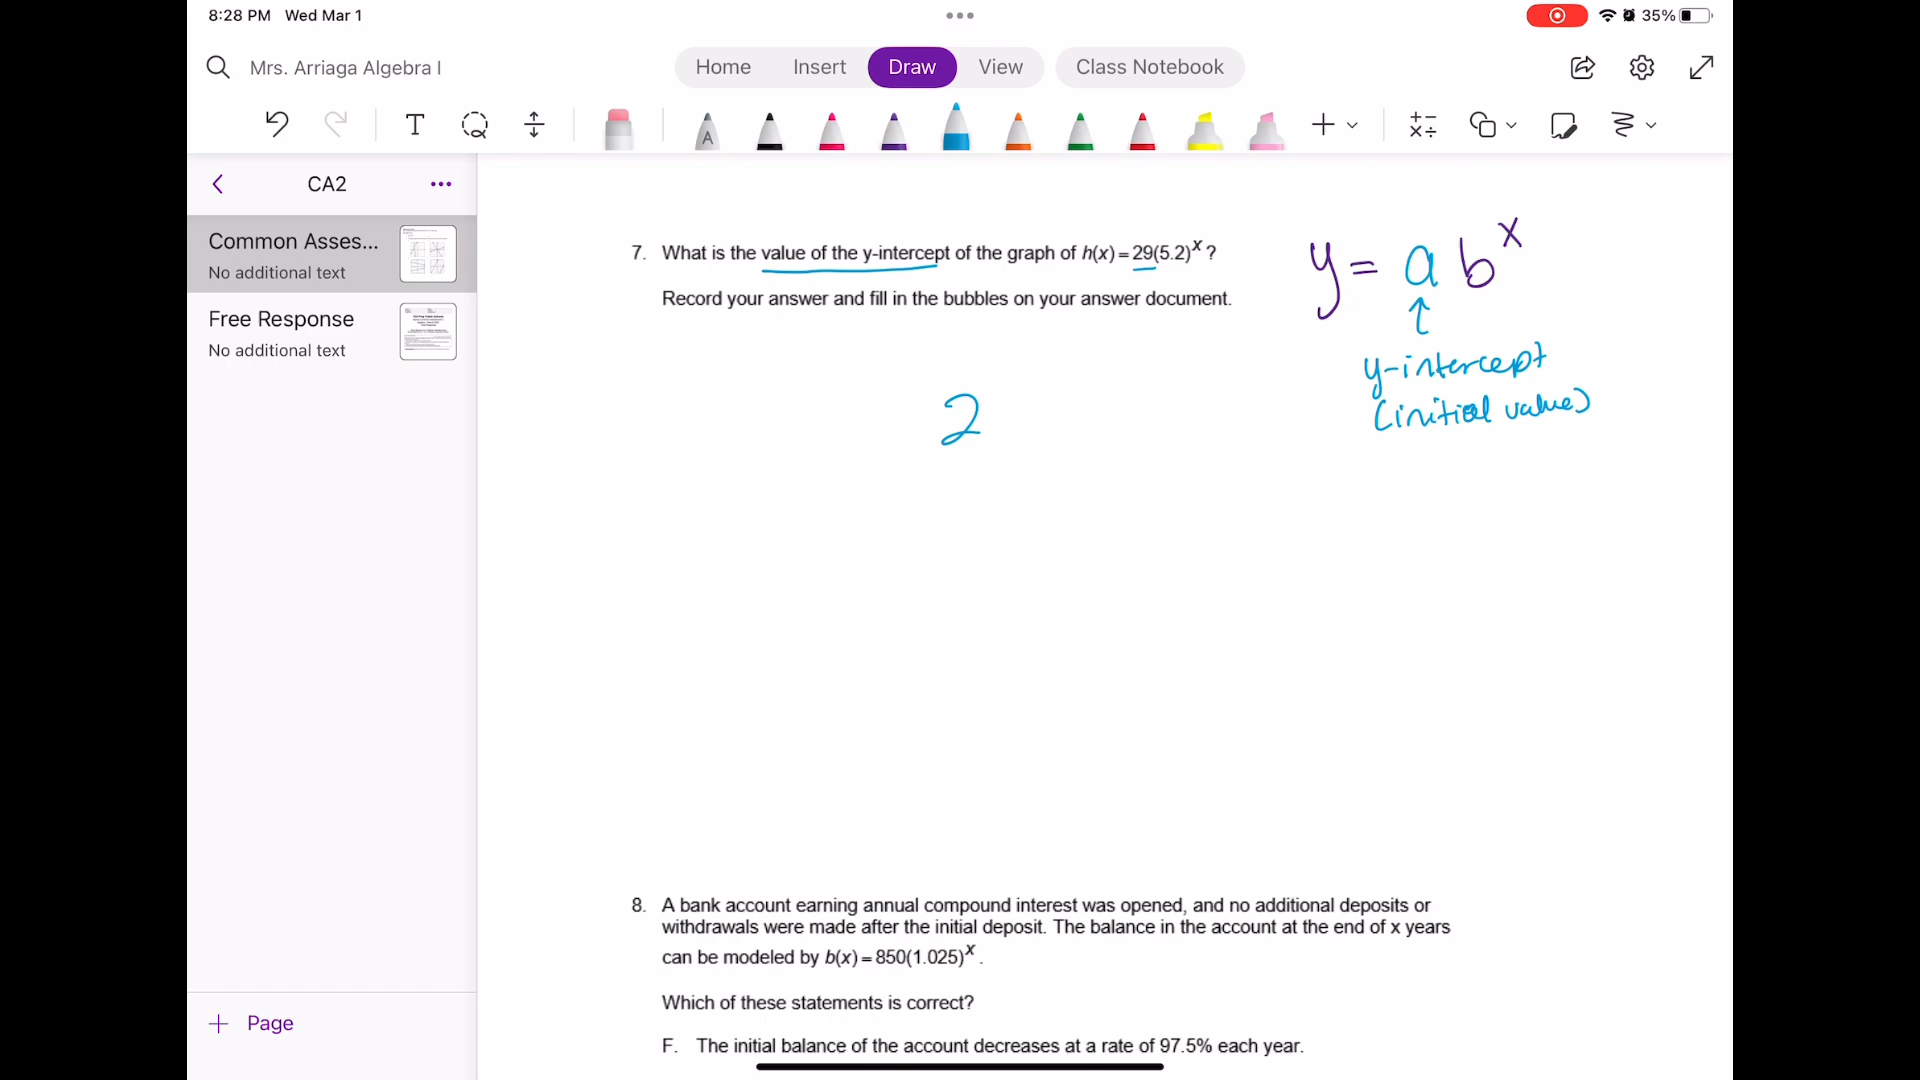 8:28 PM Wed Mar 1
35%
Mrs. Arriaga Algebra I
Home Insert Draw View Class Notebook
T
A
CA2
Common Asses...
No additional text
Free Response
No additional text
+ Page
7. What is the value of the y-intercept of the graph of h(x) = 29(5.2)^x ?
Record your answer and fill in the bubbles on your answer document.
y = a b^x
↑
y-intercept
(initial value)
2
8. A bank account earning annual compound interest was opened, and no additional deposits or
withdrawals were made after the initial deposit. The balance in the account at the end of x years
can be modeled by b(x) = 850(1.025)^x .
Which of these statements is correct?
F. The initial balance of the account decreases at a rate of 97.5% each year.